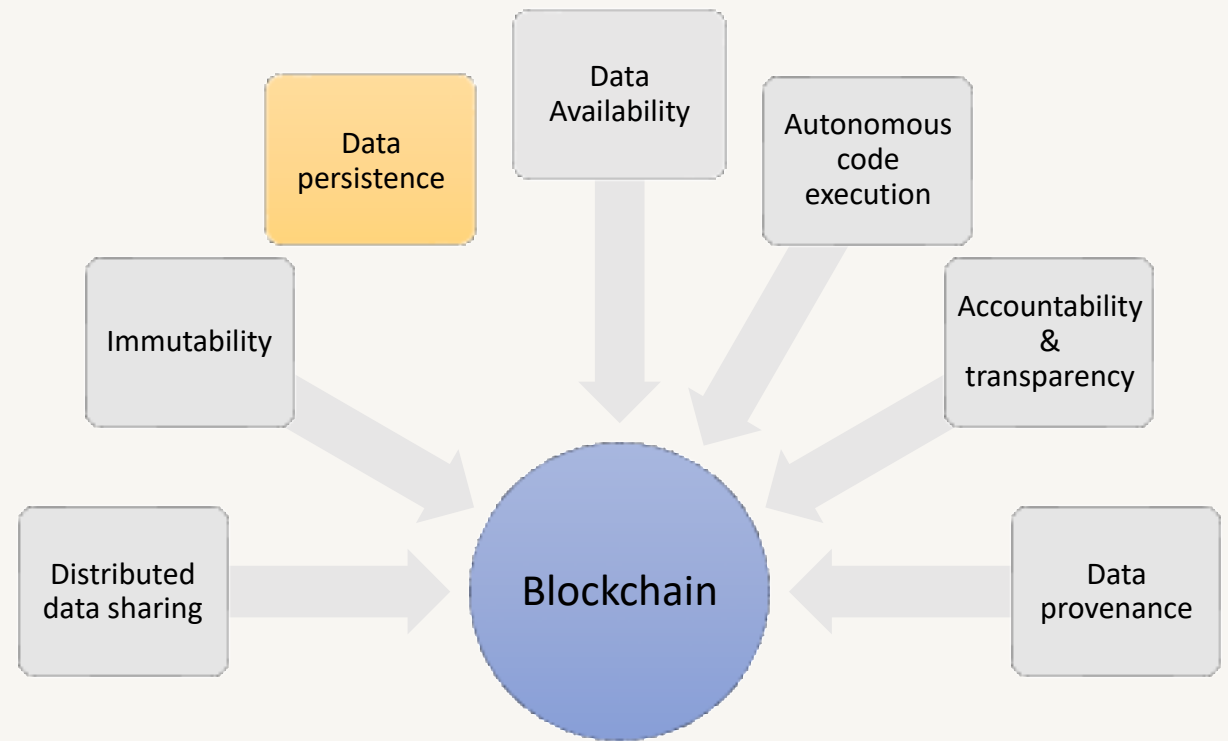 Data
Availability
Data
persistence
Autonomous
code
execution
Immutability
Accountability
&
transparency
Distributed
data sharing
Blockchain
Data
provenance